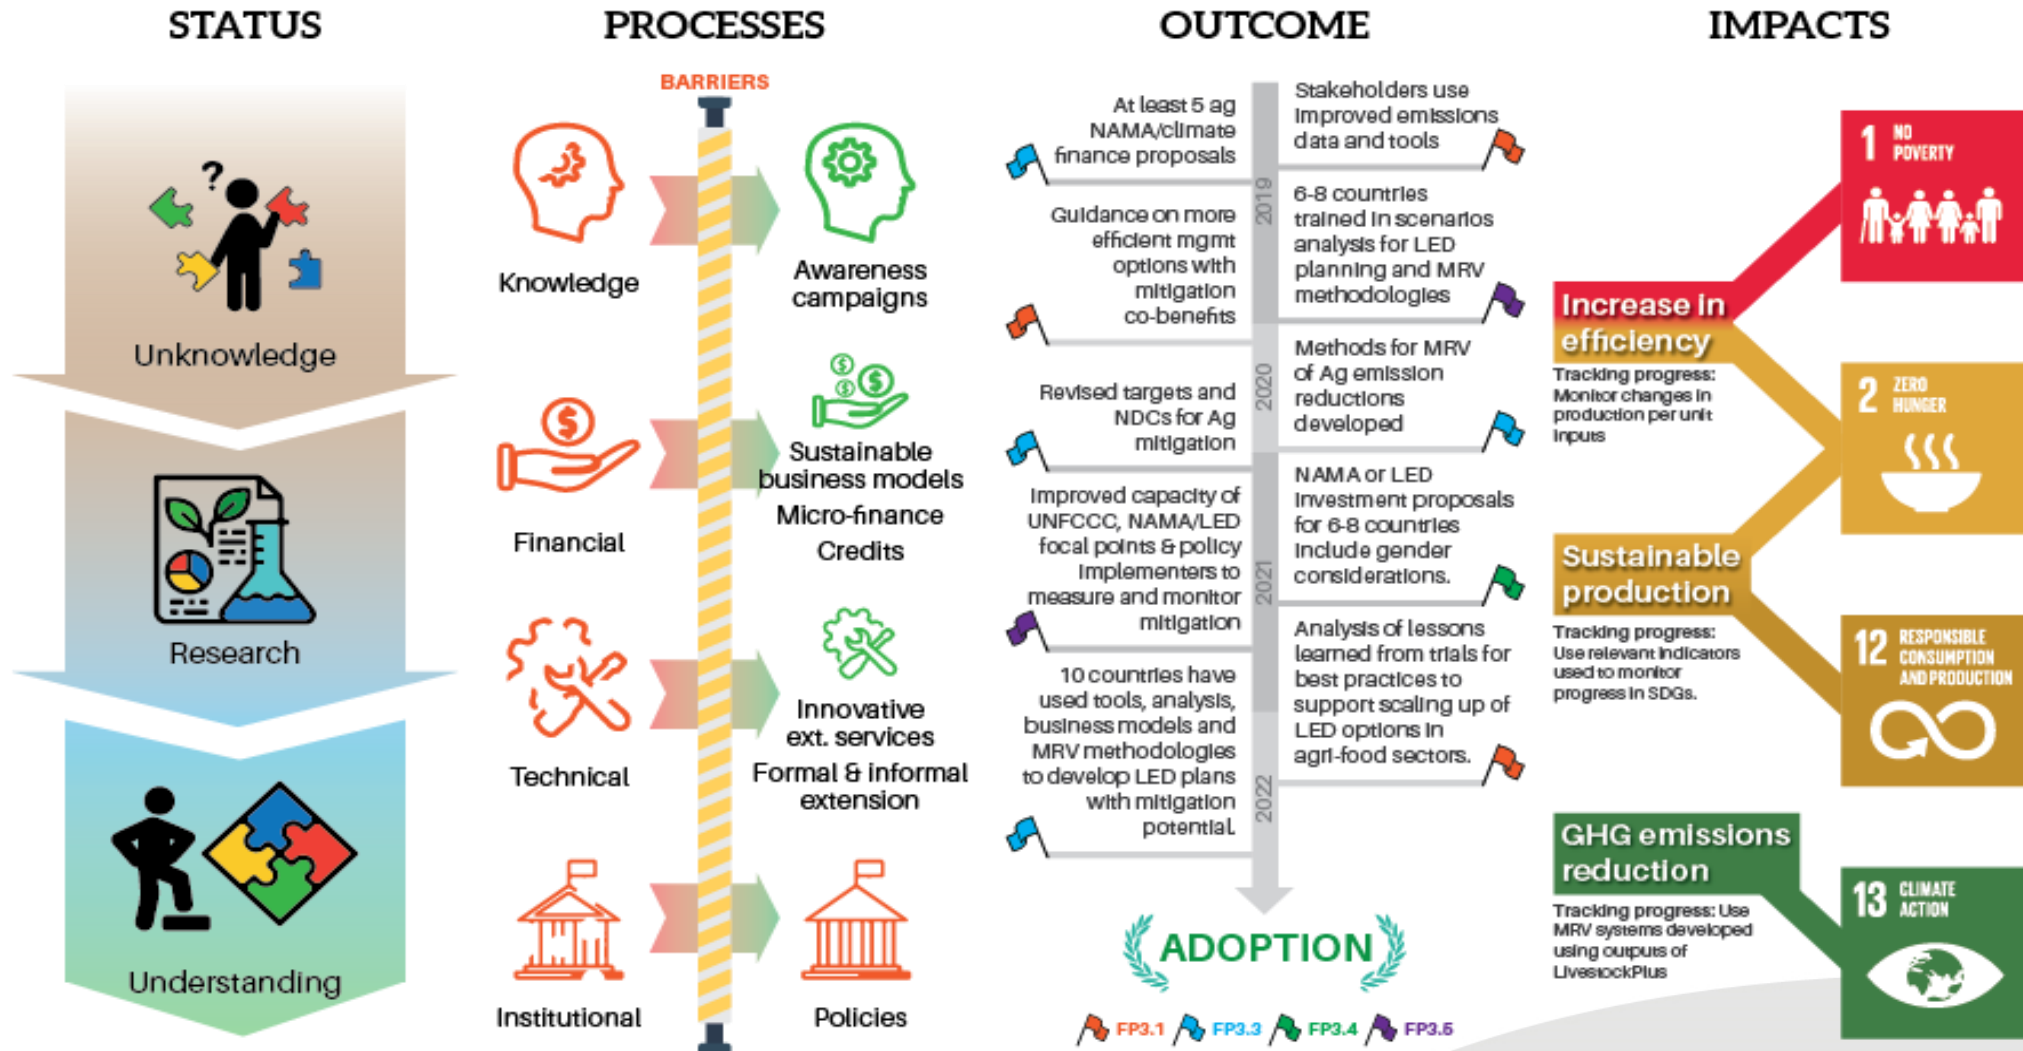 STATUS
Unknowledge
Research
Understanding
PROCESSES
BARRIERS
Knowledge
Awareness
campaigns
Financial
$
$
$
$
Sustainable
business models
Micro-finance
Credits
Technical
Innovative
ext. services
Formal & informal
extension
Institutional
Policies
?
OUTCOME
At least 5 ag
NAMA/climate
finance proposals
Guidance on more
efficient mgmt
options with
mitigation
co-benefits
Revised targets and
NDCs for Ag
mitigation
Improved capacity of
UNFCCC, NAMA/LED
focal points & policy
implementers to
measure and monitor
mitigation
10 countries have
used tools, analysis,
business models and
MRV methodologies
to develop LED plans
with mitigation
potential.
2019
2020
2021
2022
Stakeholders use
improved emissions
data and tools
6-8 countries
trained in scenarios
analysis for LED
planning and MRV
methodologies
Methods for MRV
of Ag emission
reductions
developed
NAMA or LED
investment proposals
for 6-8 countries
include gender
considerations.
Analysis of lessons
learned from trials for
best practices to
support scaling up of
LED options in
agri-food sectors.
ADOPTION
FP3.1 FP3.3 FP3.4 FP3.5
IMPACTS
Increase in
efficiency
Tracking progress:
Monitor changes in
production per unit
inputs
Sustainable
production
Tracking progress:
Use relevant indicators
used to monitor
progress in SDGs.
GHG emissions
reduction
Tracking progress: Use
MRV systems developed
using outputs of
LivestockPlus
1 NO
POVERTY
2 ZERO
HUNGER
12 RESPONSIBLE
CONSUMPTION
AND PRODUCTION
13 CLIMATE
ACTION